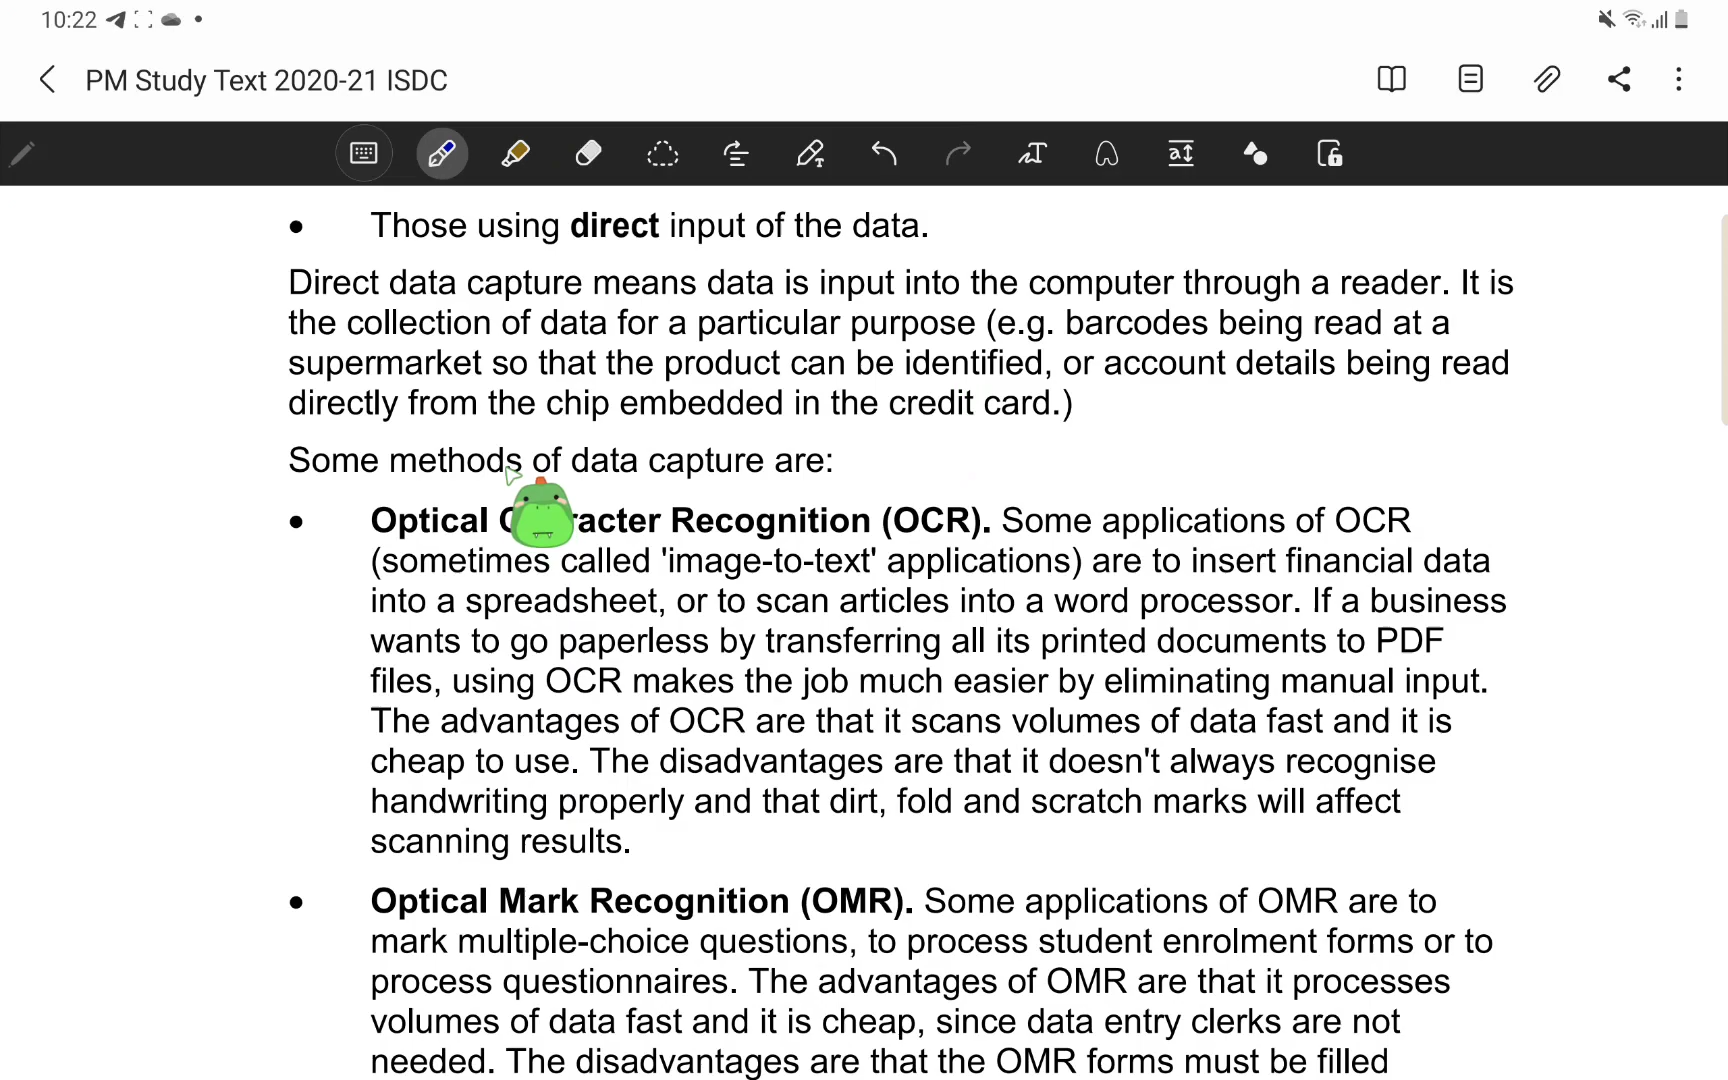 10:22
PM Study Text 2020-21 ISDC
• Those using direct input of the data.
Direct data capture means data is input into the computer through a reader. It is
the collection of data for a particular purpose (e.g. barcodes being read at a
supermarket so that the product can be identified, or account details being read
directly from the chip embedded in the credit card.)
Some methods of data capture are:
• Optical Character Recognition (OCR). Some applications of OCR
(sometimes called 'image-to-text' applications) are to insert financial data
into a spreadsheet, or to scan articles into a word processor. If a business
wants to go paperless by transferring all its printed documents to PDF
files, using OCR makes the job much easier by eliminating manual input.
The advantages of OCR are that it scans volumes of data fast and it is
cheap to use. The disadvantages are that it doesn't always recognise
handwriting properly and that dirt, fold and scratch marks will affect
scanning results.
• Optical Mark Recognition (OMR). Some applications of OMR are to
mark multiple-choice questions, to process student enrolment forms or to
process questionnaires. The advantages of OMR are that it processes
volumes of data fast and it is cheap, since data entry clerks are not
needed. The disadvantages are that the OMR forms must be filled